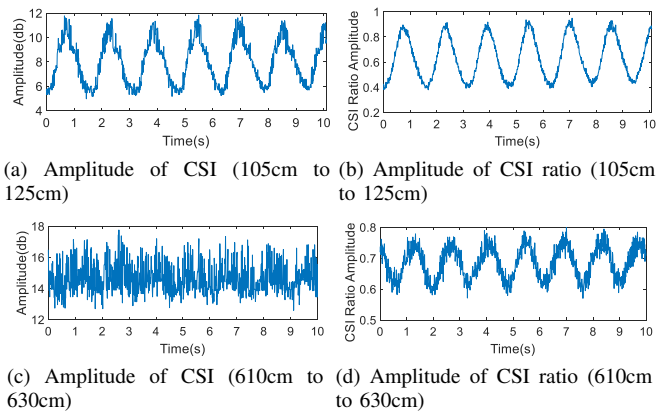 12
10
8
6
4
Amplitude(db)
0 1 2 3 4 5 6 7 8 9 10
Time(s)
1
0.8
0.6
0.4
0.2
CSI Ratio Amplitude
0 1 2 3 4 5 6 7 8 9 10
Time(s)
(a) Amplitude of CSI (105cm to
125cm)
(b) Amplitude of CSI ratio (105cm
to 125cm)
18
16
14
12
Amplitude(db)
0 1 2 3 4 5 6 7 8 9 10
Time(s)
0.8
0.7
0.6
0.5
CSI Ratio Amplitude
0 1 2 3 4 5 6 7 8 9 10
Time(s)
(c) Amplitude of CSI (610cm to
630cm)
(d) Amplitude of CSI ratio (610cm
to 630cm)